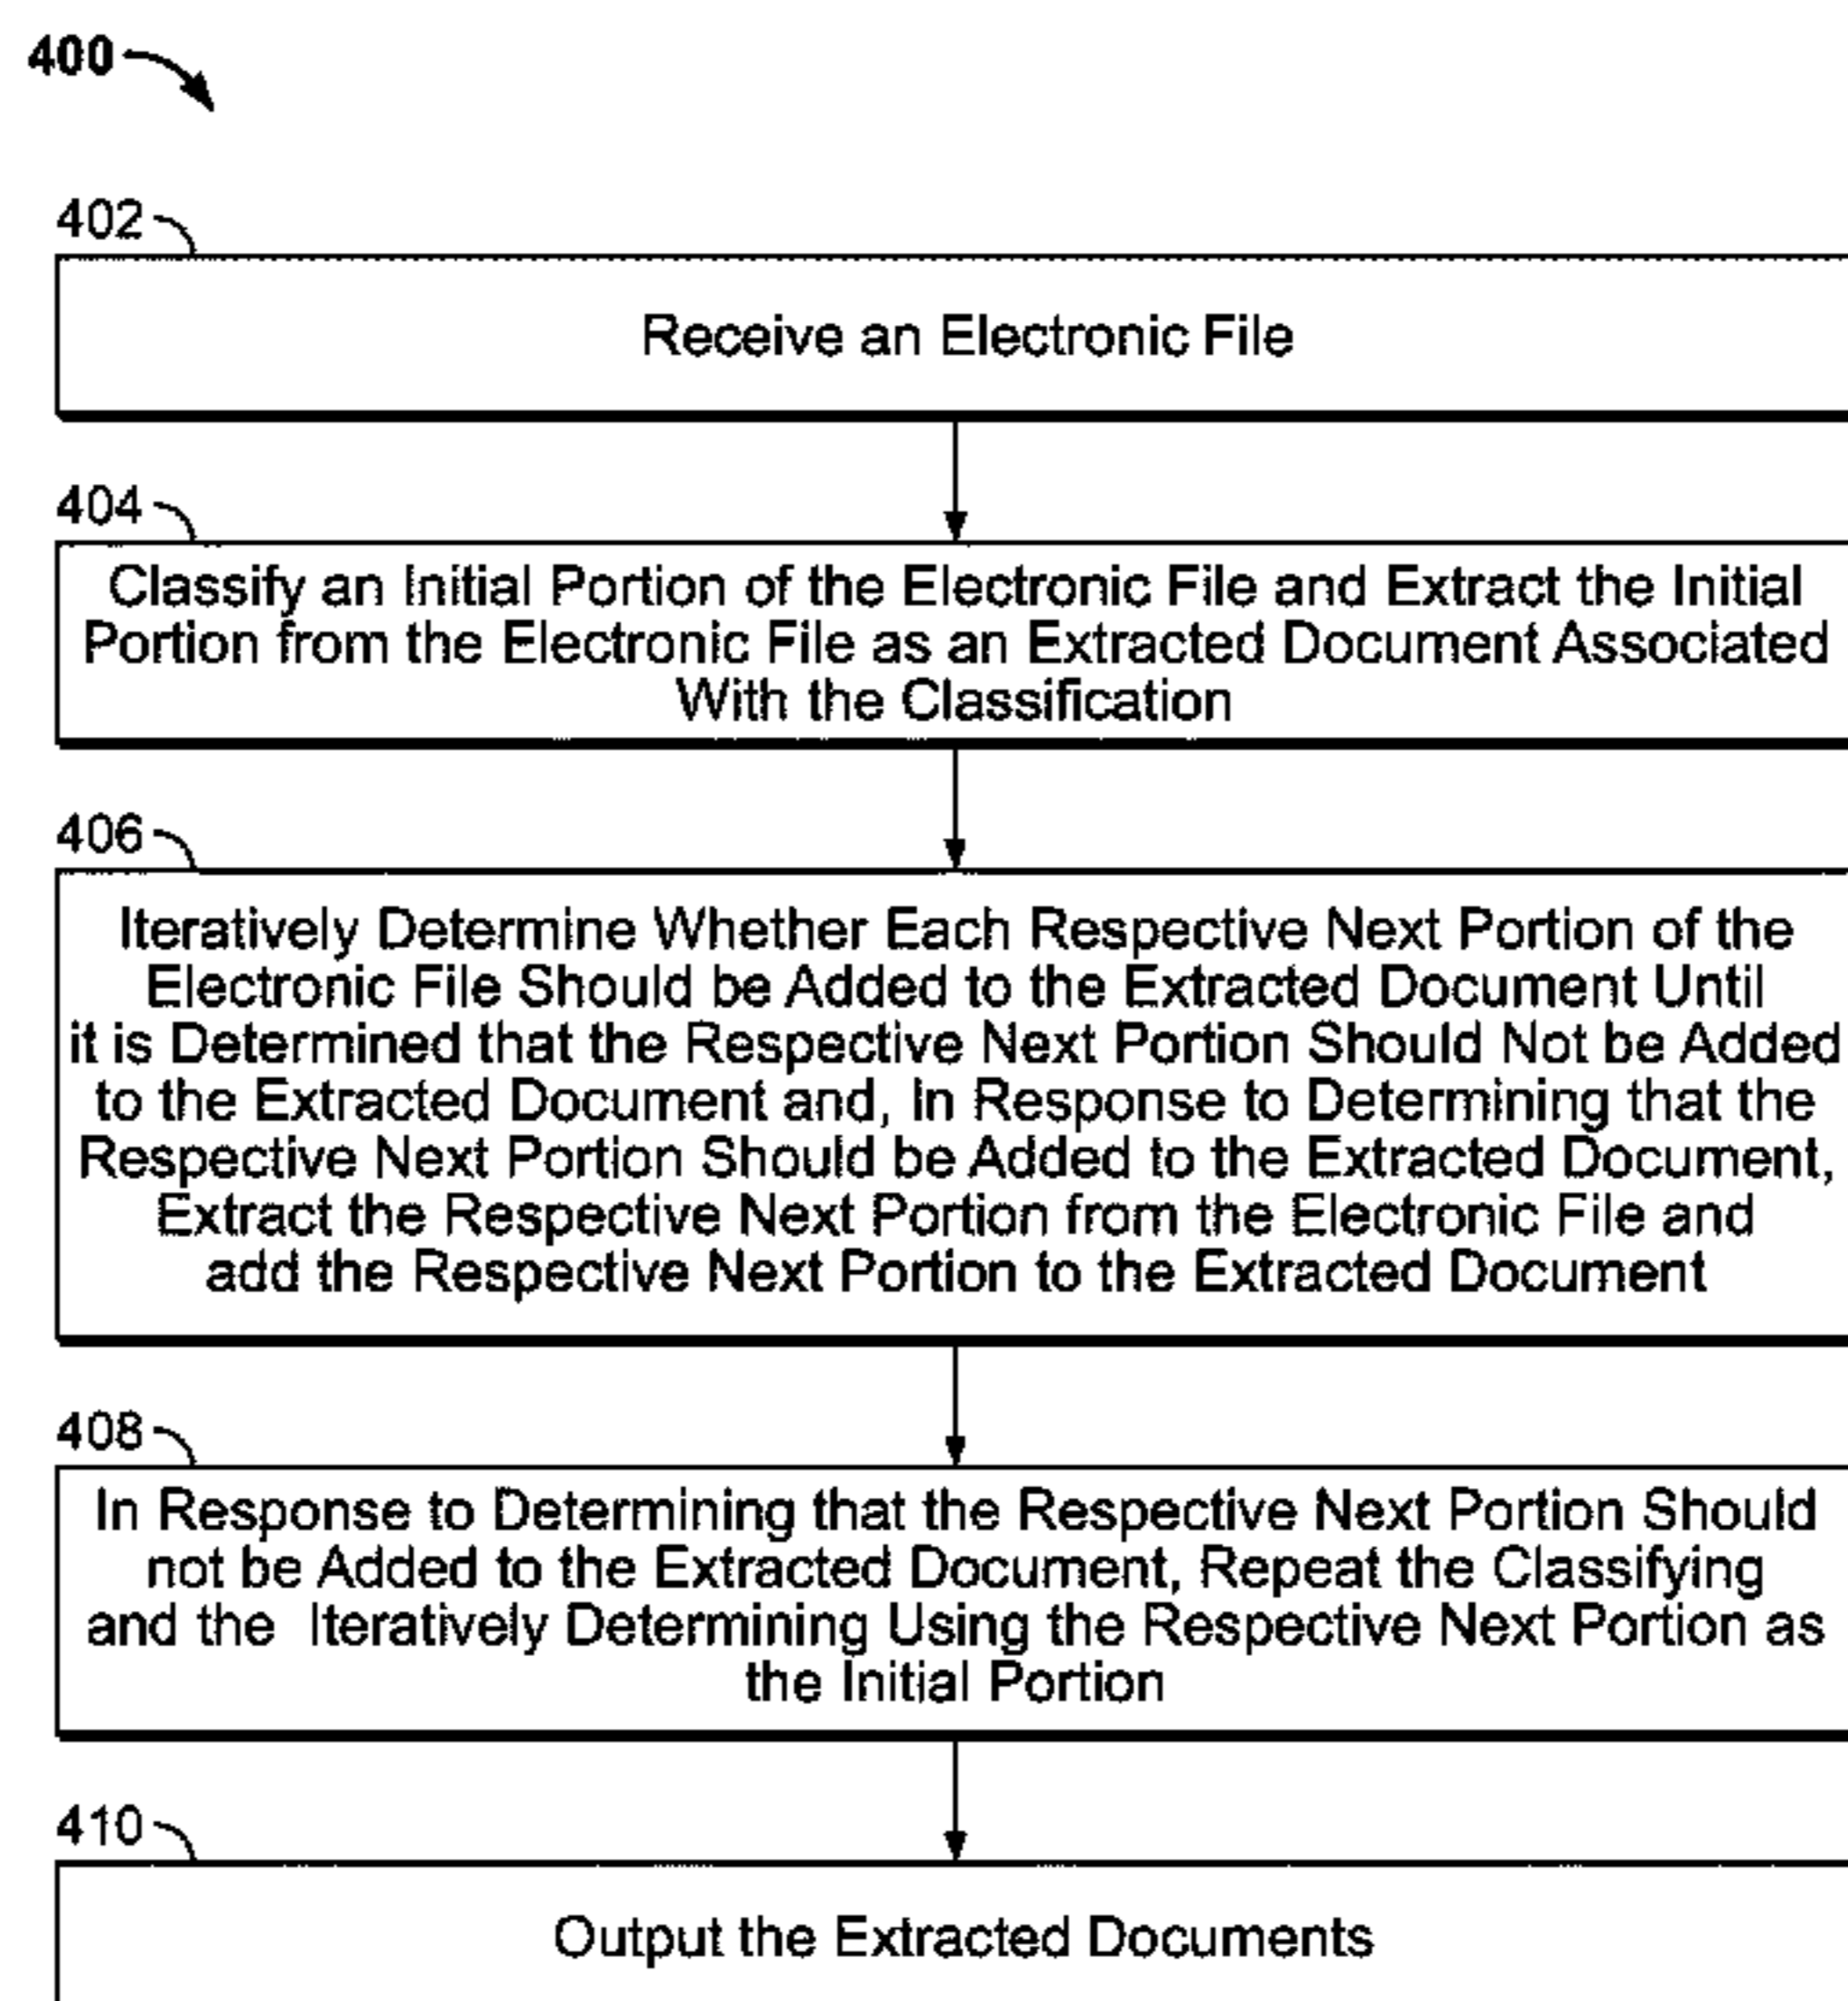 400
402
Receive an Electronic File
404
Classify an Initial Portion of the Electronic File and Extract the Initial
Portion from the Electronic File as an Extracted Document Associated
With the Classification
406
Iteratively Determine Whether Each Respective Next Portion of the
Electronic File Should be Added to the Extracted Document Until
it is Determined that the Respective Next Portion Should Not be Added
to the Extracted Document and, In Response to Determining that the
Respective Next Portion Should be Added to the Extracted Document,
Extract the Respective Next Portion from the Electronic File and
add the Respective Next Portion to the Extracted Document
408
In Response to Determining that the Respective Next Portion Should
not be Added to the Extracted Document, Repeat the Classifying
and the Iteratively Determining Using the Respective Next Portion as
the Initial Portion
410
Output the Extracted Documents